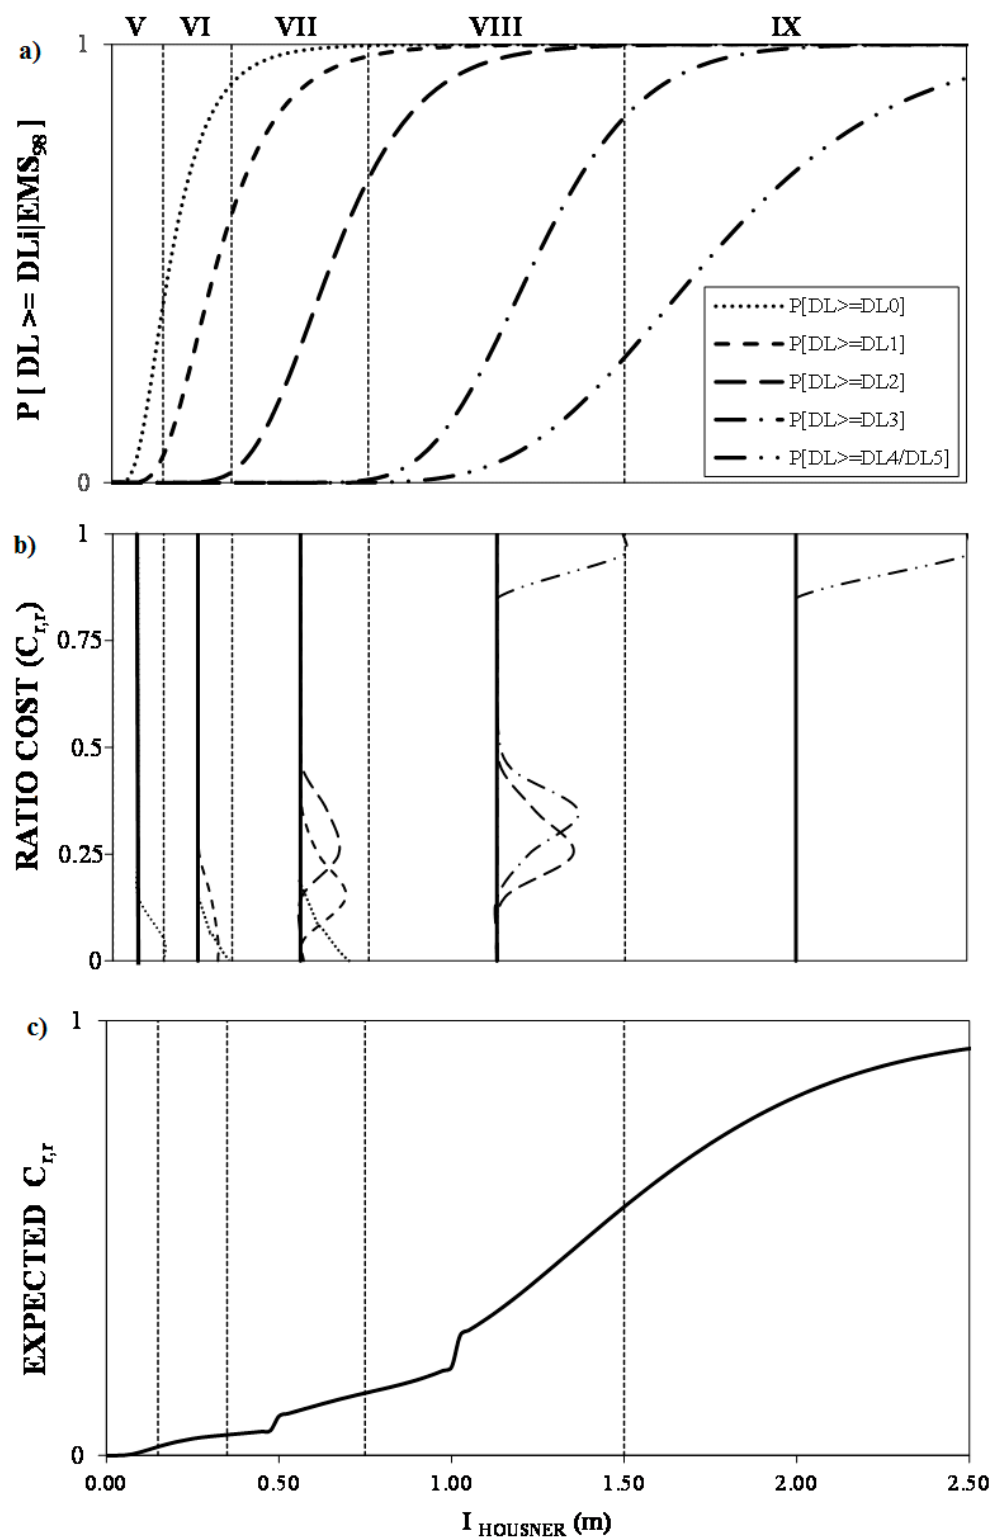 V VI VII VIII IX
a)
1
P[ DL >= DLi|EMS98]
0
P[DL>=DL0]
P[DL>=DL1]
P[DL>=DL2]
P[DL>=DL3]
P[DL>=DL4/DL5]
b)
1
0.75
0.5
0.25
0
RATIO COST (Cr,r)
c)
1
EXPECTED Cr,r
0
0.00 0.50 1.00 1.50 2.00 2.50
I HOUSNER (m)